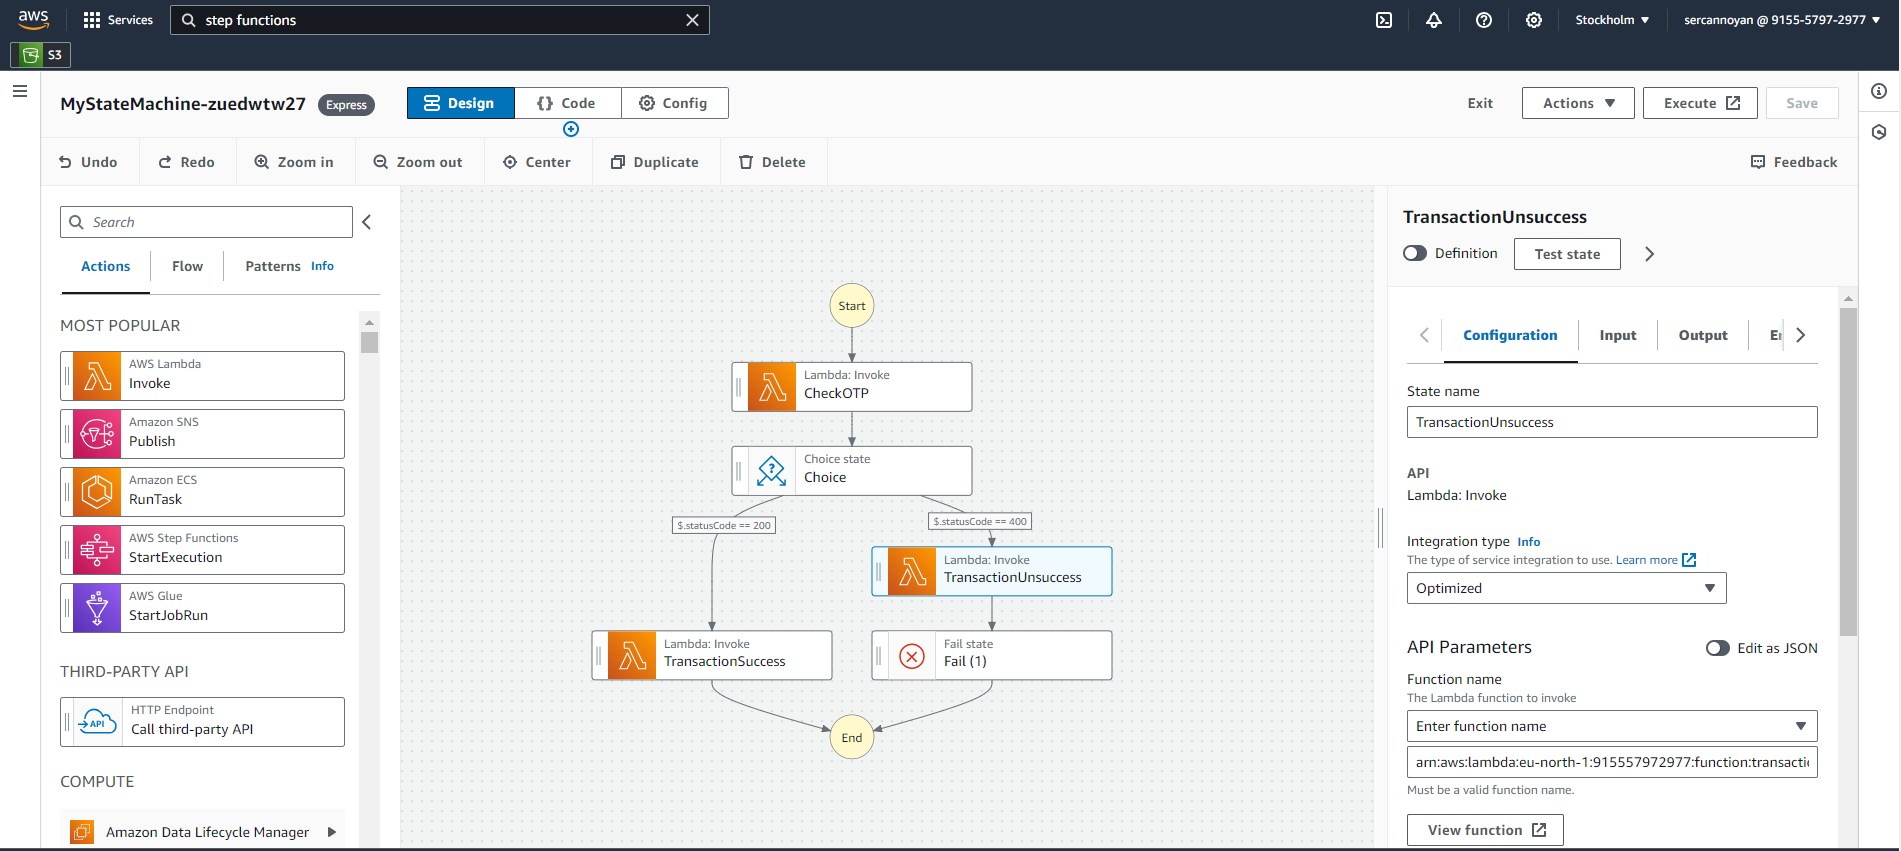 aws
Services
step functions
Stockholm
sercannoyan @ 9155-5797-2977
S3
MyStateMachine-zuedwtw27
Express
Design
{} Code
Config
Exit
Actions
Execute
Save
Undo
Redo
Zoom in
Zoom out
Center
Duplicate
Delete
Feedback
Search
Actions
Flow
Patterns Info
MOST POPULAR
AWS Lambda
Invoke
Amazon SNS
Publish
Amazon ECS
RunTask
AWS Step Functions
StartExecution
AWS Glue
StartJobRun
THIRD-PARTY API
API
HTTP Endpoint
Call third-party API
COMPUTE
Amazon Data Lifecycle Manager
Start
Lambda: Invoke
CheckOTP
Choice state
Choice
$.statusCode == 200
$.statusCode == 400
Lambda: Invoke
TransactionUnsuccess
Lambda: Invoke
TransactionSuccess
Fail state
Fail (1)
End
TransactionUnsuccess
Definition
Test state
Configuration
Input
Output
State name
TransactionUnsuccess
API
Lambda: Invoke
Integration type Info
The type of service integration to use. Learn more
Optimized
API Parameters
Edit as JSON
Function name
The Lambda function to invoke
Enter function name
arn:aws:lambda:eu-north-1:915557972977:function:transacti
Must be a valid function name.
View function